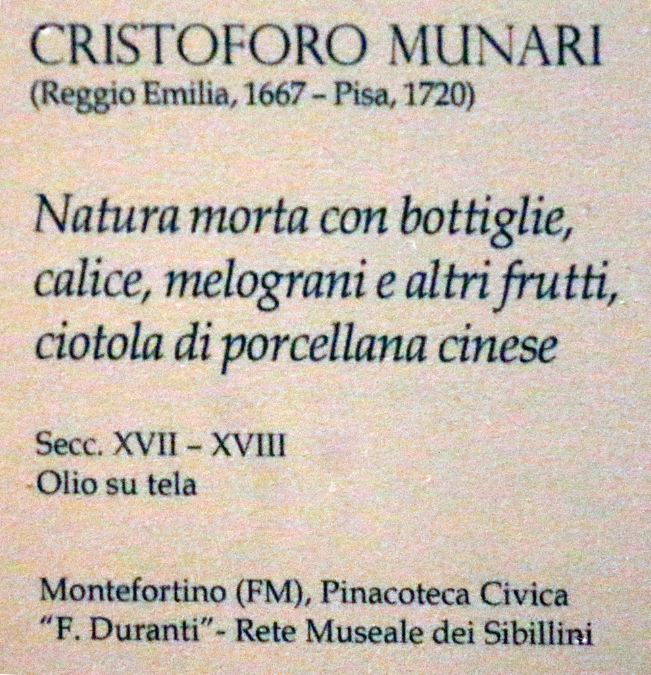 CRISTOFORO MUNARI
(Reggio Emilia, 1667 – Pisa, 1720)
Natura morta con bottiglie,
calice, melograni e altri frutti,
ciotola di porcellana cinese
Secc. XVII – XVIII
Olio su tela
Montefortino (FM), Pinacoteca Civica
“F. Duranti”- Rete Museale dei Sibillini